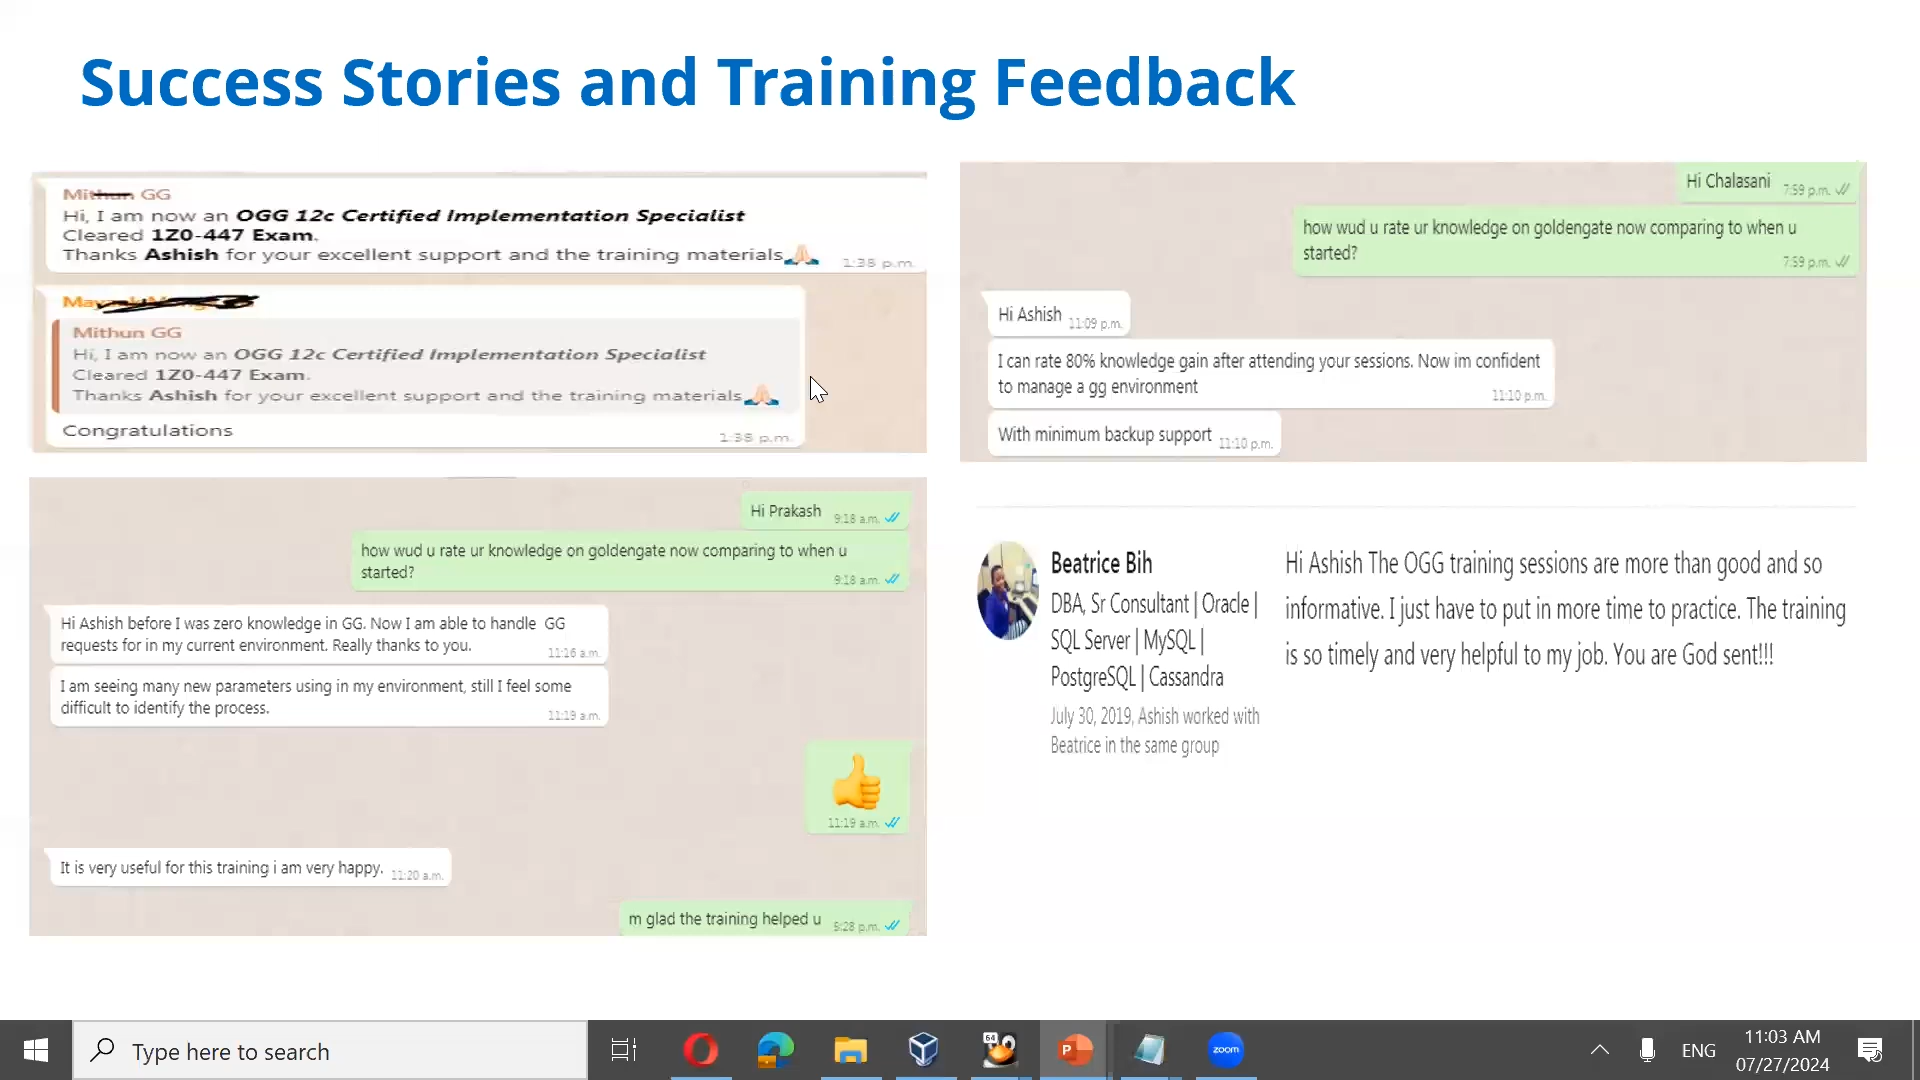 Success Stories and Training Feedback
Mithun GG
Hi, I am now an OGG 12c Certified Implementation Specialist
Cleared 1Z0-447 Exam.
Thanks Ashish for your excellent support and the training materials🙏🏻
1:38 p.m.
Mithun GG
Hi, I am now an OGG 12c Certified Implementation Specialist
Cleared 1Z0-447 Exam.
Thanks Ashish for your excellent support and the training materials🙏🏻
Congratulations
1:38 p.m.
Hi Chalasani 7:59 p.m.
how wud u rate ur knowledge on goldengate now comparing to when u
started?
7:59 p.m.
Hi Ashish 11:09 p.m.
I can rate 80% knowledge gain after attending your sessions. Now im confident
to manage a gg environment
11:10 p.m.
With minimum backup support 11:10 p.m.
Hi Prakash 9:18 a.m.
how wud u rate ur knowledge on goldengate now comparing to when u
started?
9:18 a.m.
Hi Ashish before I was zero knowledge in GG. Now I am able to handle GG
requests for in my current environment. Really thanks to you.
11:16 a.m.
I am seeing many new parameters using in my environment, still I feel some
difficult to identify the process.
11:19 a.m.
👍
11:19 a.m.
It is very useful for this training i am very happy. 11:20 a.m.
m glad the training helped u 5:28 p.m.
Beatrice Bih
DBA, Sr Consultant | Oracle |
SQL Server | MySQL |
PostgreSQL | Cassandra
July 30, 2019, Ashish worked with
Beatrice in the same group
Hi Ashish The OGG training sessions are more than good and so
informative. I just have to put in more time to practice. The training
is so timely and very helpful to my job. You are God sent!!!
Type here to search
64
P
zoom
ENG
11:03 AM
07/27/2024